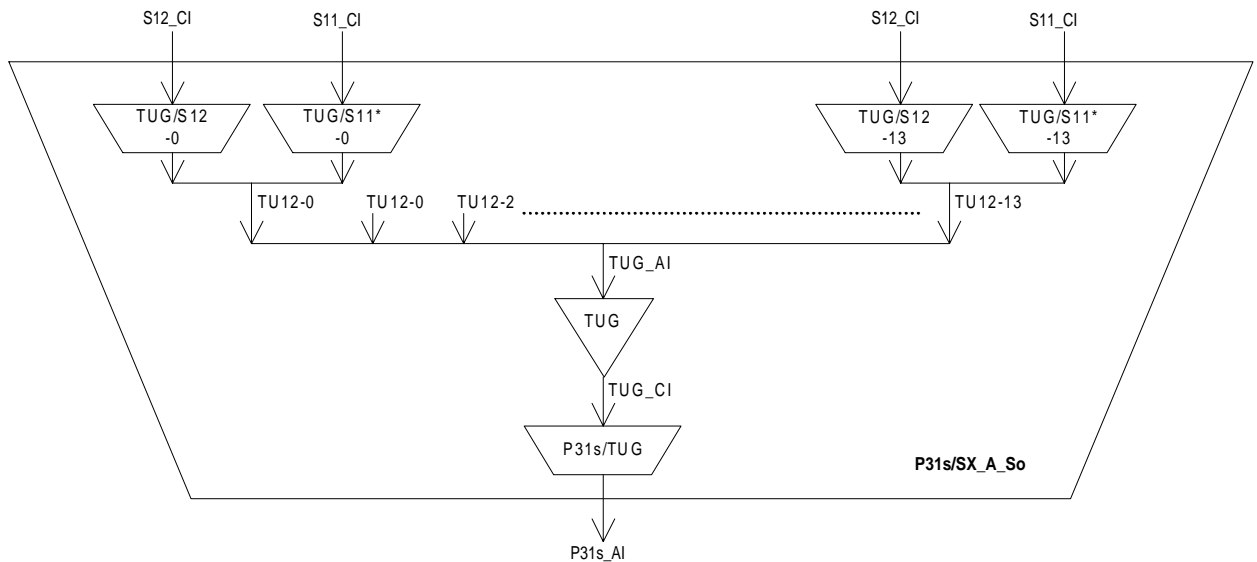 S12_CI S11_CI S12_CI S11_CI
TUG/S12 TUG/S11* TUG/S12 TUG/S11*
-0 -0 -13 -13
TU12-0 TU12-0 TU12-2 TU12-13
TUG_AI
TUG
TUG_CI
P31s/TUG
P31s/SX_A_So
P31s_AI